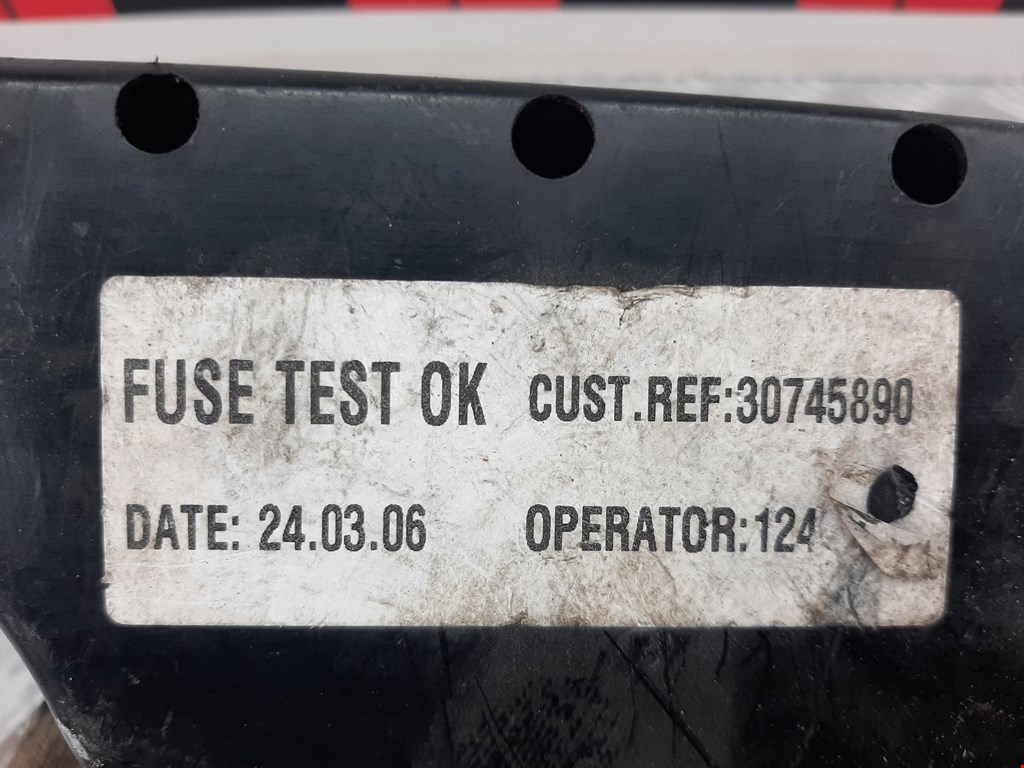 FUSE TEST OK CUST.REF:30745890
DATE: 24.03.06 OPERATOR:124